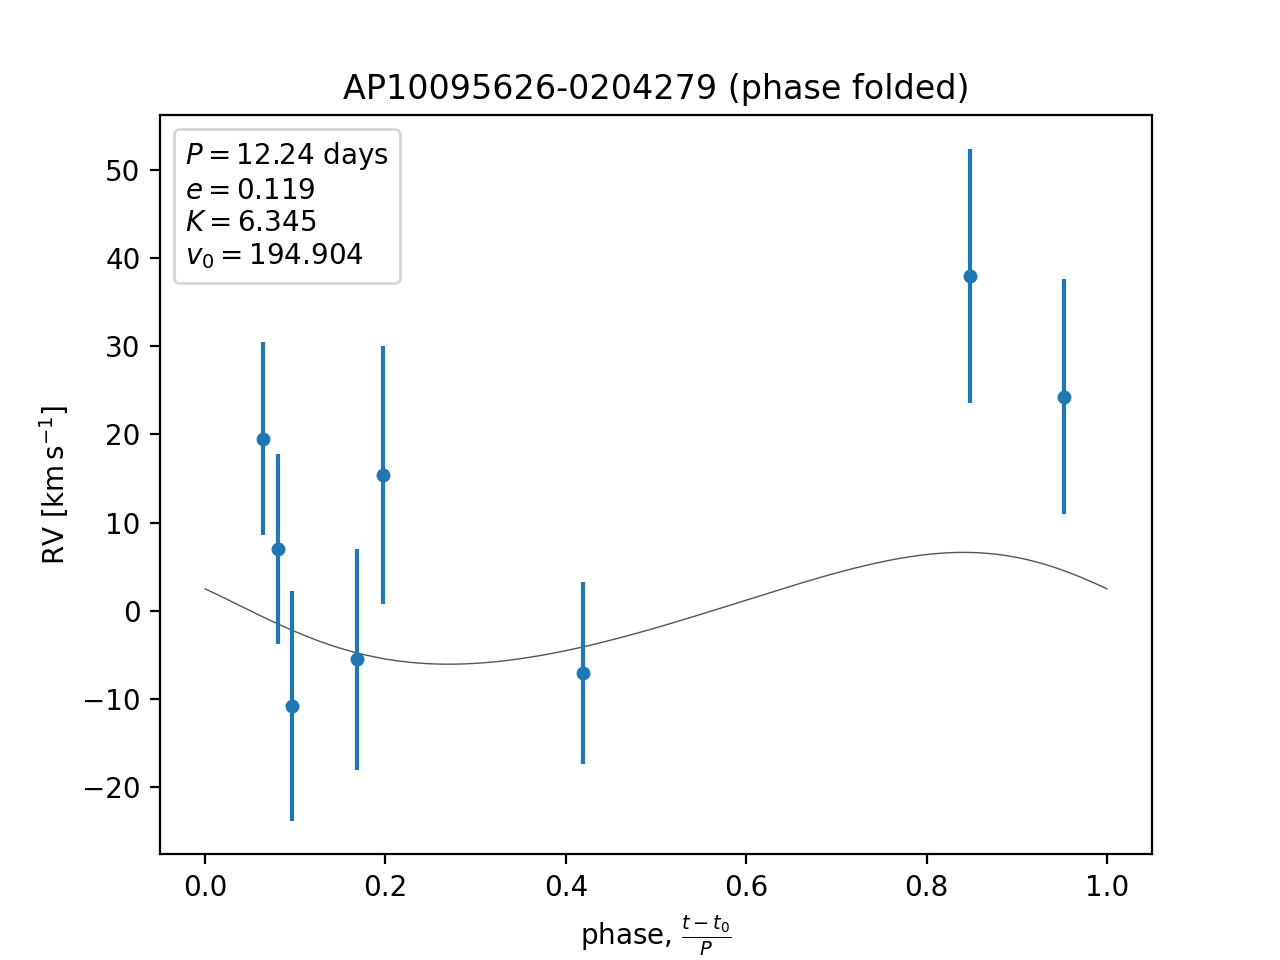 AP10095626-0204279 (phase folded)
P = 12.24 days
e = 0.119
K = 6.345
v₀ = 194.904
50
40
30
20
10
0
−10
−20
RV [km s⁻¹]
0.0 0.2 0.4 0.6 0.8 1.0
phase, (t − t₀)/P